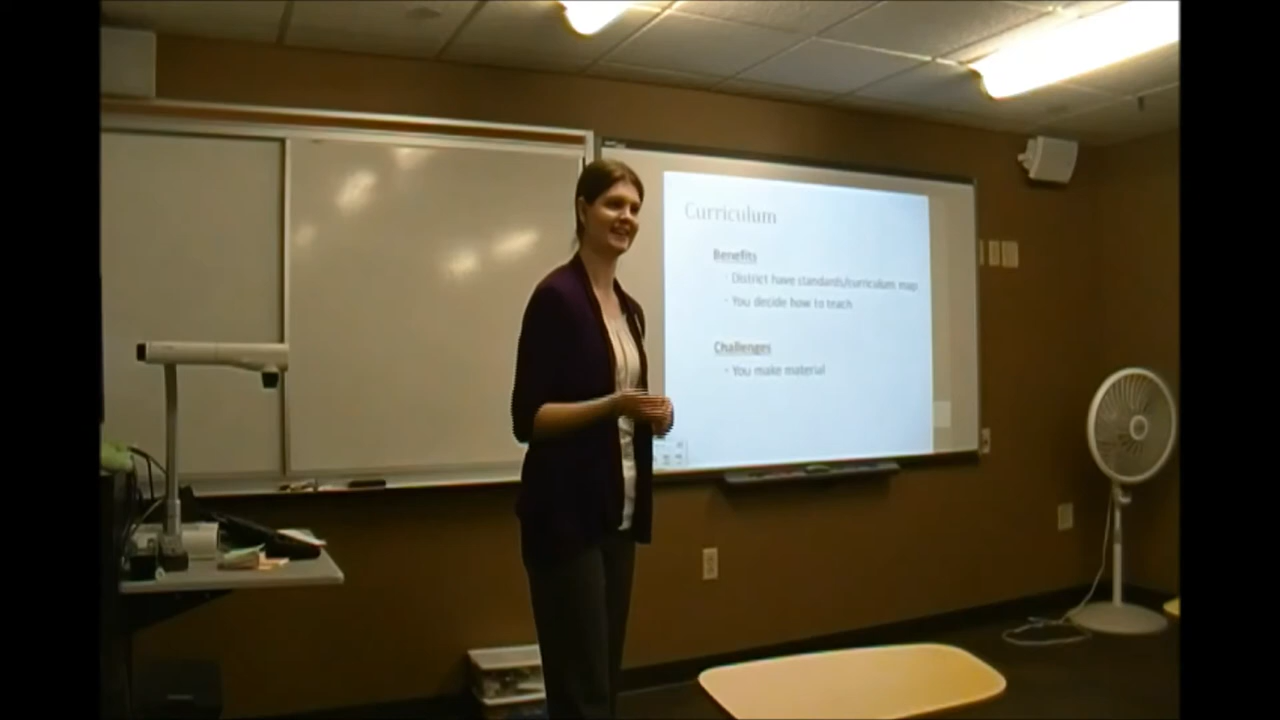 Curriculum
Benefits
· District have standards/curriculum map
· You decide how to teach
Challenges
· You make material